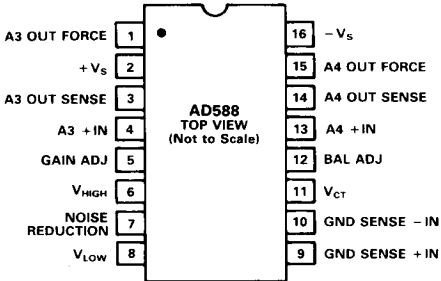 A3 OUT FORCE 1
+VS 2
A3 OUT SENSE 3
A3 +IN 4
GAIN ADJ 5
VHIGH 6
NOISE
REDUCTION 7
VLOW 8
AD588
TOP VIEW
(Not to Scale)
16 −VS
15 A4 OUT FORCE
14 A4 OUT SENSE
13 A4 +IN
12 BAL ADJ
11 VCT
10 GND SENSE −IN
9 GND SENSE +IN